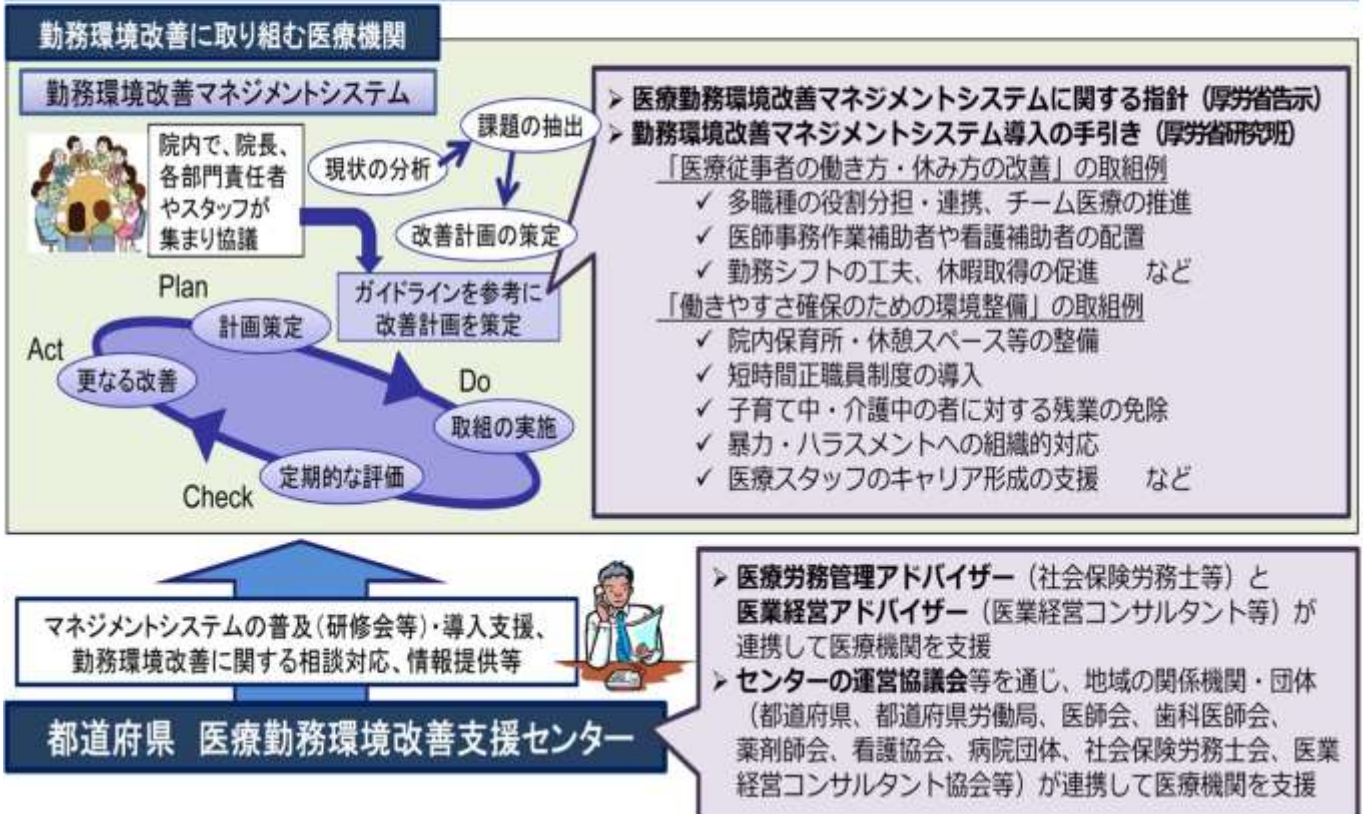 勤務環境改善に取り組む医療機関
勤務環境改善マネジメントシステム
院内で、院長、
各部門責任者
やスタッフが
集まり協議
現状の分析
課題の抽出
改善計画の策定
ガイドラインを参考に
改善計画を策定
Plan
計画策定
Act
更なる改善
Do
取組の実施
定期的な評価
Check
➢ 医療勤務環境改善マネジメントシステムに関する指針（厚労省告示）
➢ 勤務環境改善マネジメントシステム導入の手引き（厚労省研究班）
「医療従事者の働き方・休み方の改善」の取組例
✓ 多職種の役割分担・連携、チーム医療の推進
✓ 医師事務作業補助者や看護補助者の配置
✓ 勤務シフトの工夫、休暇取得の促進　　など
「働きやすさ確保のための環境整備」の取組例
✓ 院内保育所・休憩スペース等の整備
✓ 短時間正職員制度の導入
✓ 子育て中・介護中の者に対する残業の免除
✓ 暴力・ハラスメントへの組織的対応
✓ 医療スタッフのキャリア形成の支援　　など
マネジメントシステムの普及（研修会等）・導入支援、
勤務環境改善に関する相談対応、情報提供等
都道府県　医療勤務環境改善支援センター
➢ 医療労務管理アドバイザー（社会保険労務士等）と
医業経営アドバイザー（医業経営コンサルタント等）が
連携して医療機関を支援
➢ センターの運営協議会等を通じ、地域の関係機関・団体
（都道府県、都道府県労働局、医師会、歯科医師会、
薬剤師会、看護協会、病院団体、社会保険労務士会、医業
経営コンサルタント協会等）が連携して医療機関を支援